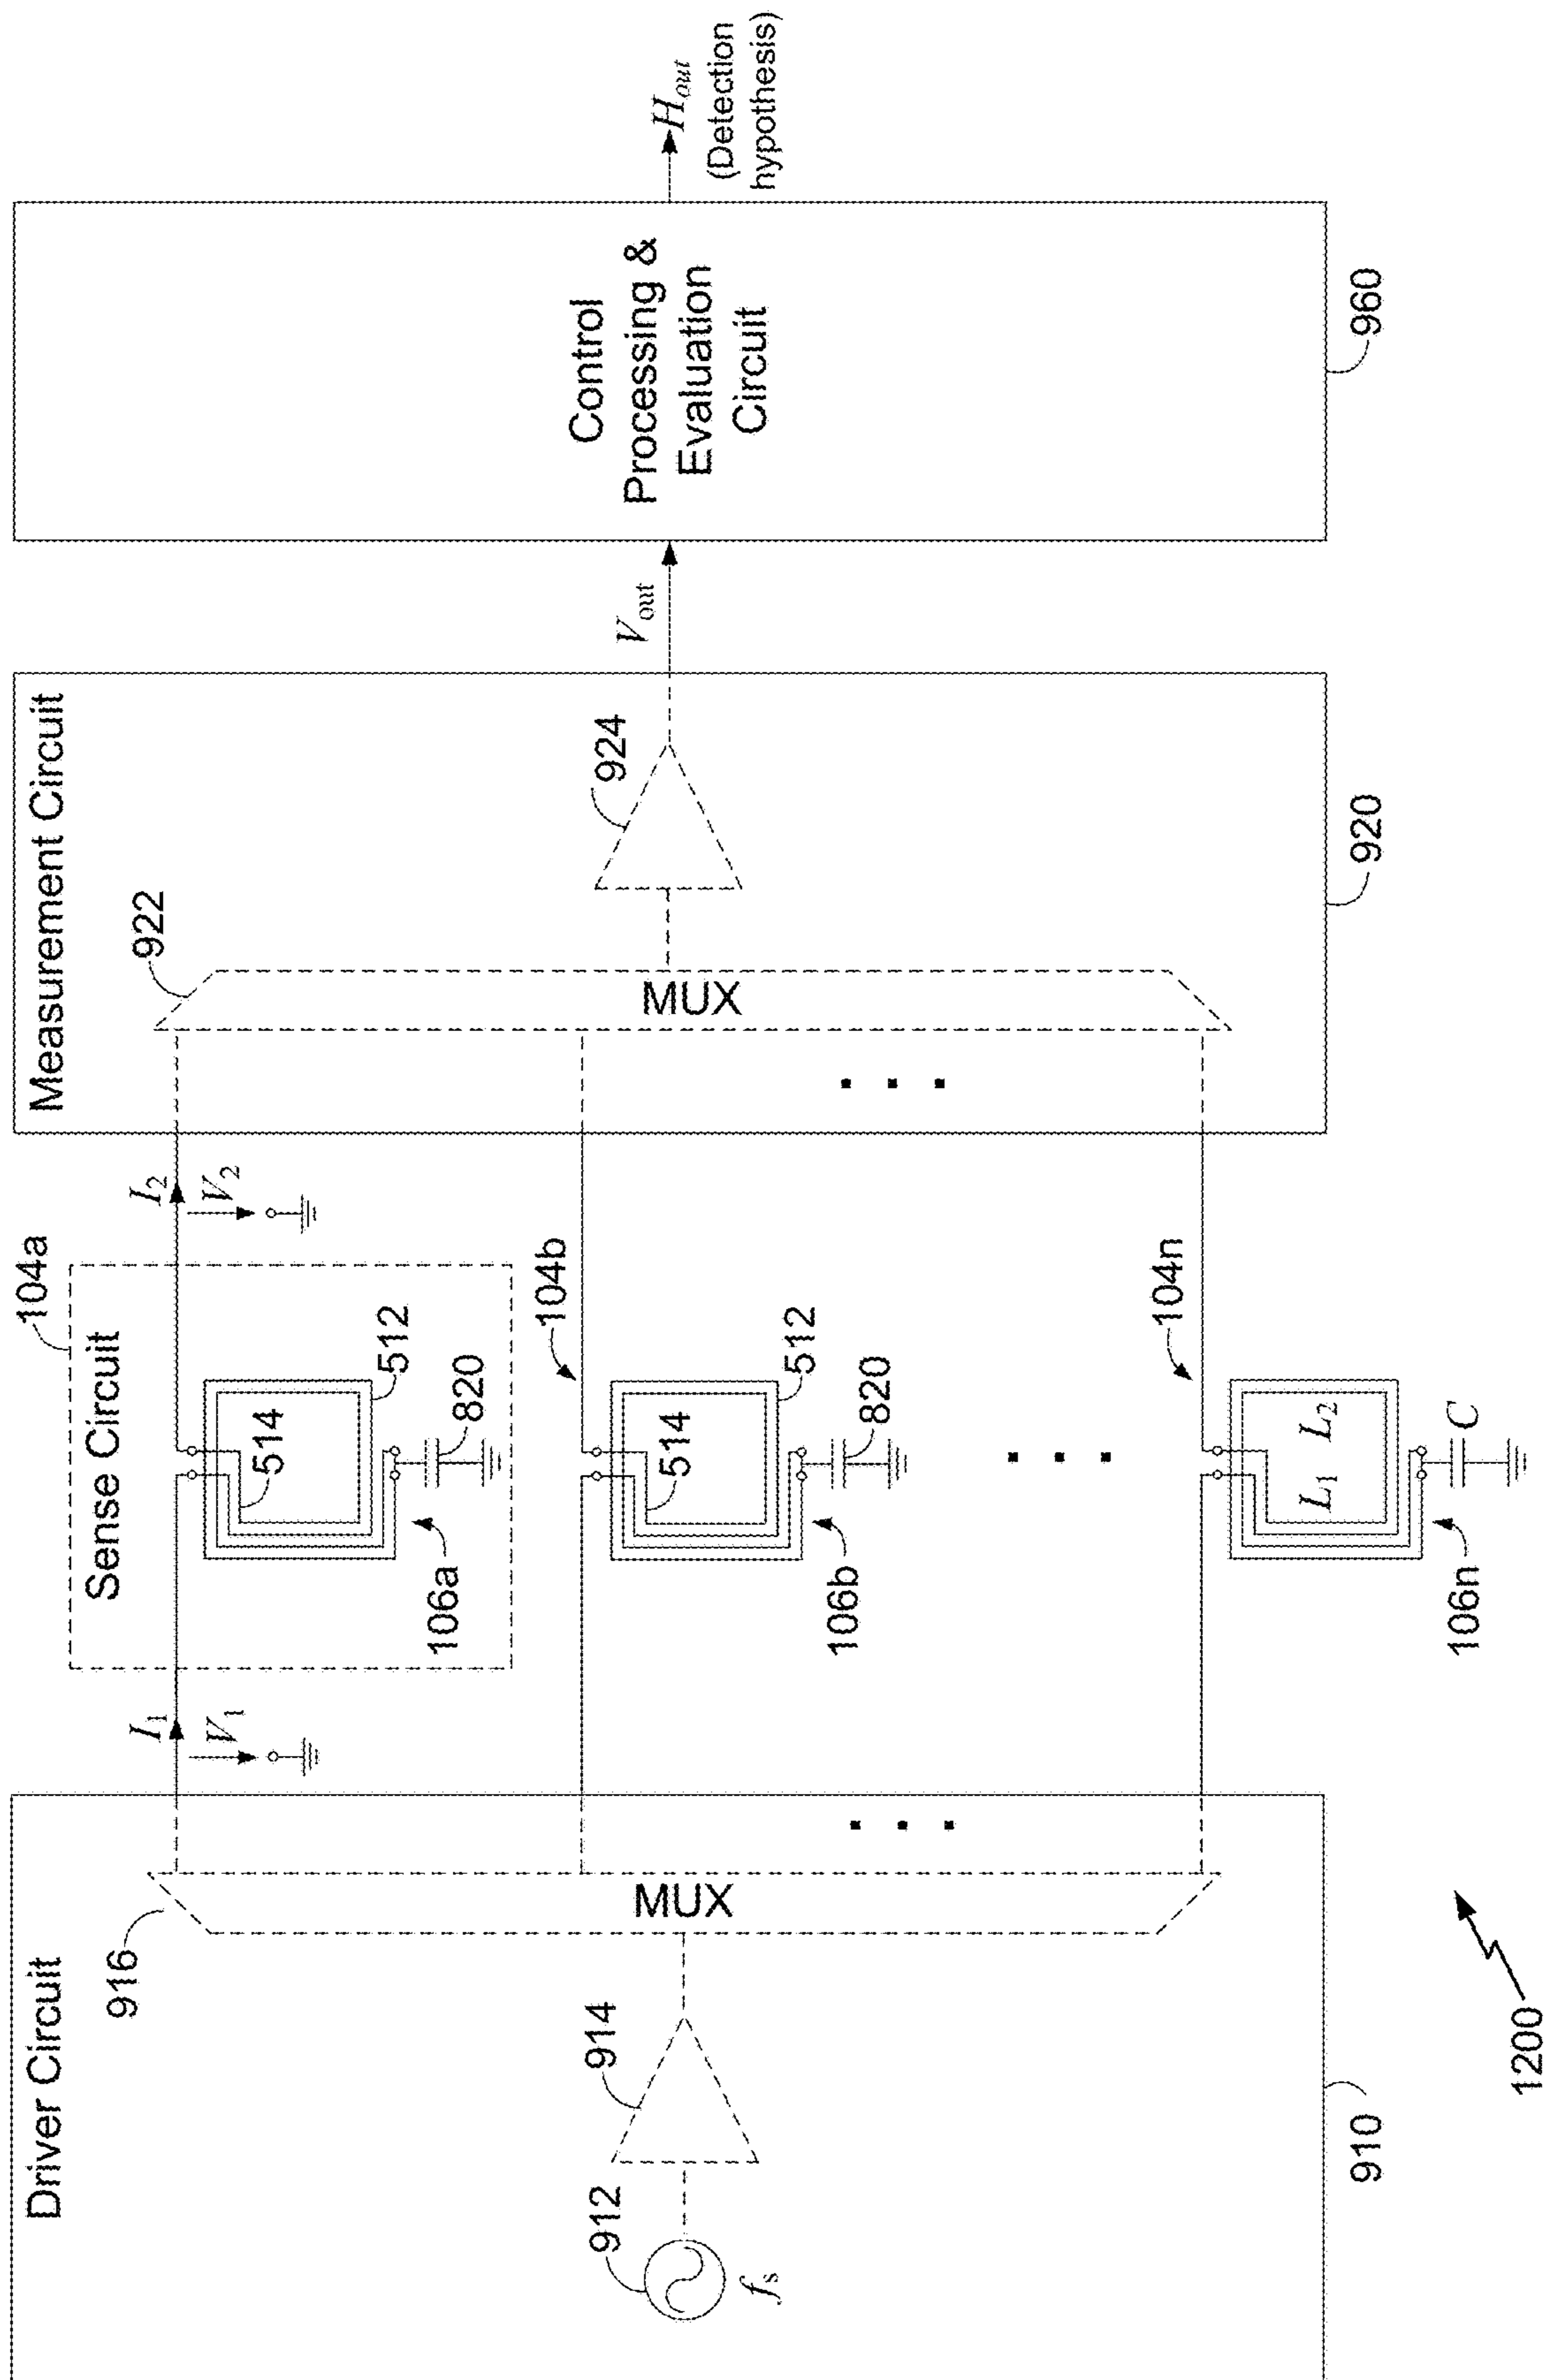 Driver Circuit
916
MUX
914
912
f_s
910
I_1
V_1
104a
Sense Circuit
514
512
820
106a
I_2
V_2
104b
514
512
820
106b
104n
L_1 L_2
C
106n
Measurement Circuit
922
MUX
924
920
V_out
Control
Processing &
Evaluation
Circuit
960
H_out
(Detection
hypothesis)
1200